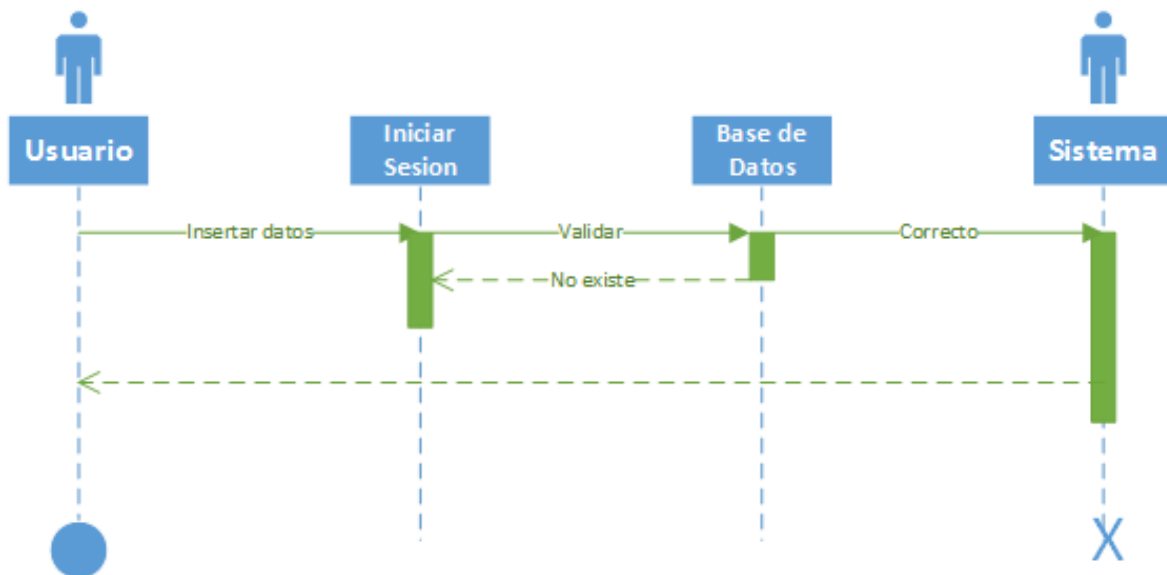 Usuario
Iniciar
Sesion
Base de
Datos
Sistema
Insertar datos
Validar
Correcto
No existe
X